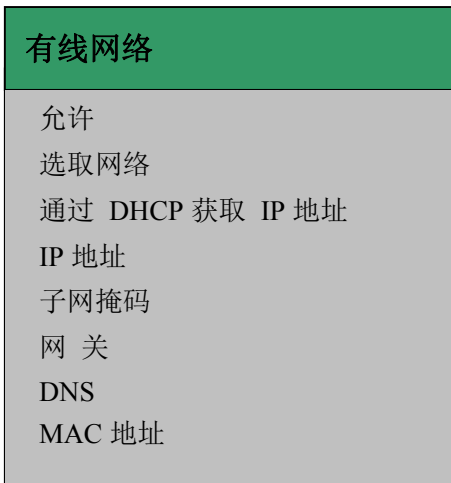 有线网络
允许
选取网络
通过 DHCP 获取 IP 地址
IP 地址
子网掩码
网 关
DNS
MAC 地址